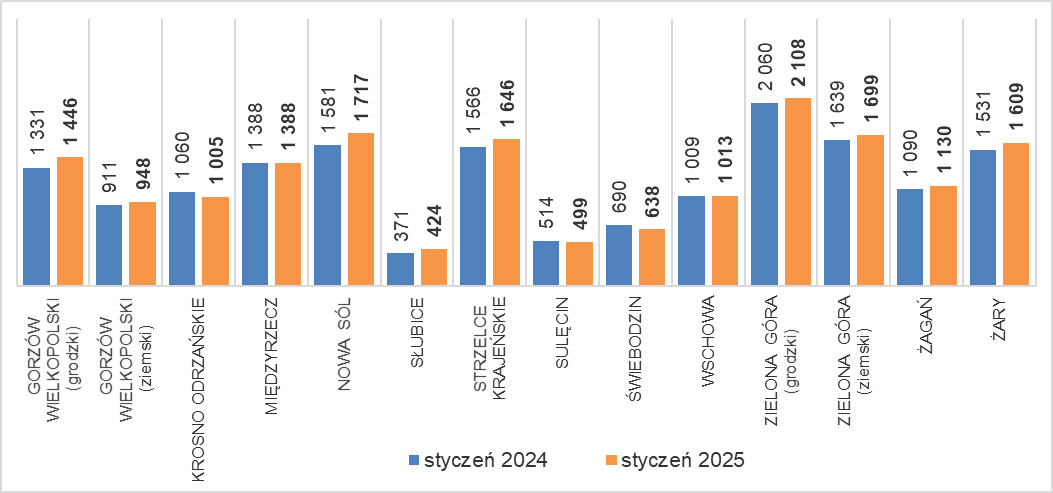 1 331
1 446
911
948
1 060
1 005
1 388
1 388
1 581
1 717
371
424
1 566
1 646
514
499
690
638
1 009
1 013
2 060
2 108
1 639
1 699
1 090
1 130
1 531
1 609
GORZÓW
WIELKOPOLSKI
(grodzki)
GORZÓW
WIELKOPOLSKI
(ziemski)
KROSNO ODRZAŃSKIE
MIĘDZYRZECZ
NOWA SÓL
SŁUBICE
STRZELCE
KRAJEŃSKIE
SULĘCIN
ŚWIEBODZIN
WSCHOWA
ZIELONA GÓRA
(grodzki)
ZIELONA GÓRA
(ziemski)
ŻAGAŃ
ŻARY
styczeń 2024
styczeń 2025